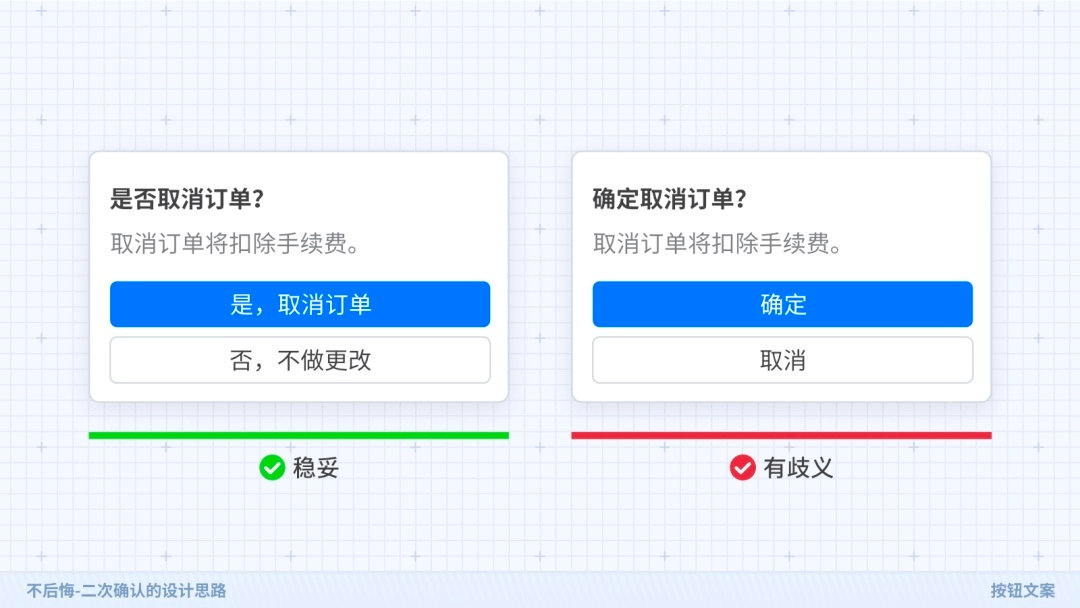 是否取消订单？
取消订单将扣除手续费。
是，取消订单
否，不做更改
稳妥
确定取消订单？
取消订单将扣除手续费。
确定
取消
有歧义
不后悔-二次确认的设计思路
按钮文案